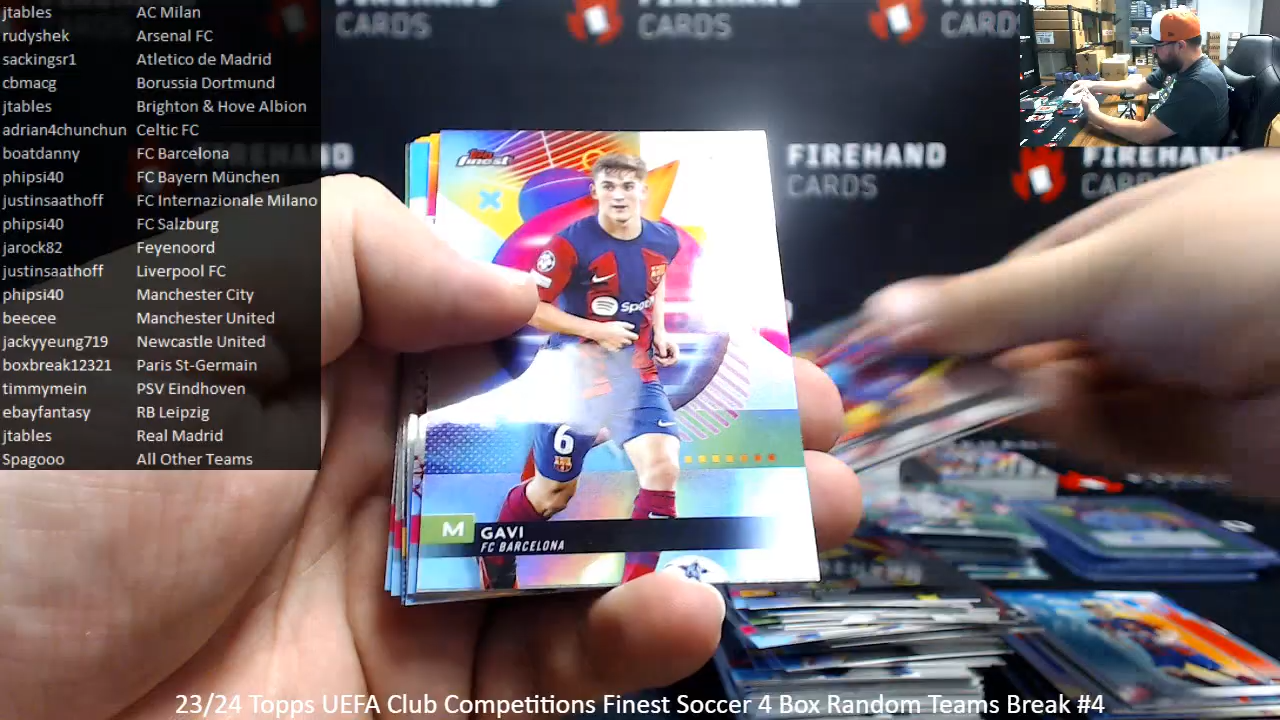 jtables AC Milan
rudyshek Arsenal FC
sackingsr1 Atletico de Madrid
cbmacg Borussia Dortmund
jtables Brighton & Hove Albion
adrian4chunchun Celtic FC
boatdanny FC Barcelona
phipsi40 FC Bayern München
justinsaathoff FC Internazionale Milano
phipsi40 FC Salzburg
jarock82 Feyenoord
justinsaathoff Liverpool FC
phipsi40 Manchester City
beecee Manchester United
jackyyeung719 Newcastle United
boxbreak12321 Paris St-Germain
timmymein PSV Eindhoven
ebayfantasy RB Leipzig
jtables Real Madrid
Spagooo All Other Teams
CARDS
CARDS
CARDS
FIREHAND
CARDS
Topps
finest
6
M GAVI
FC BARCELONA
23/24 Topps UEFA Club Competitions Finest Soccer 4 Box Random Teams Break #4